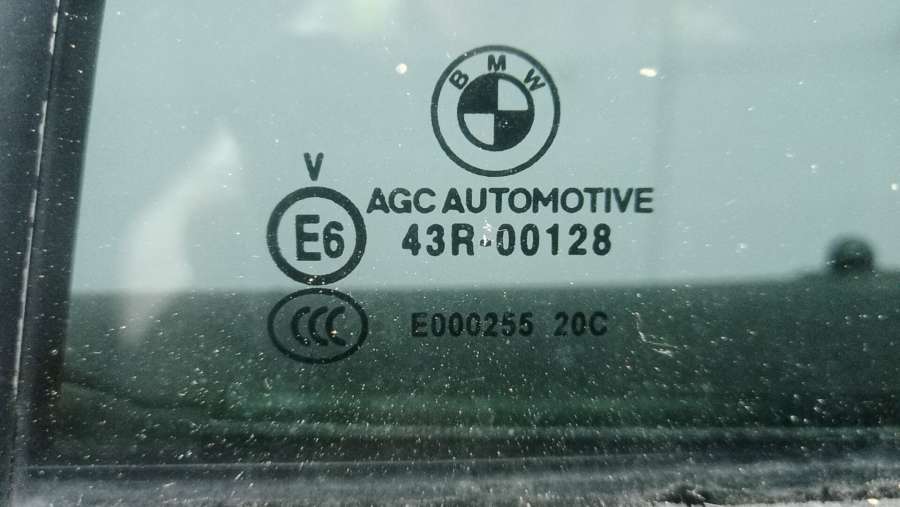 BMW
V
AGC AUTOMOTIVE
E6
43R-00128
CCC
E000255 20C